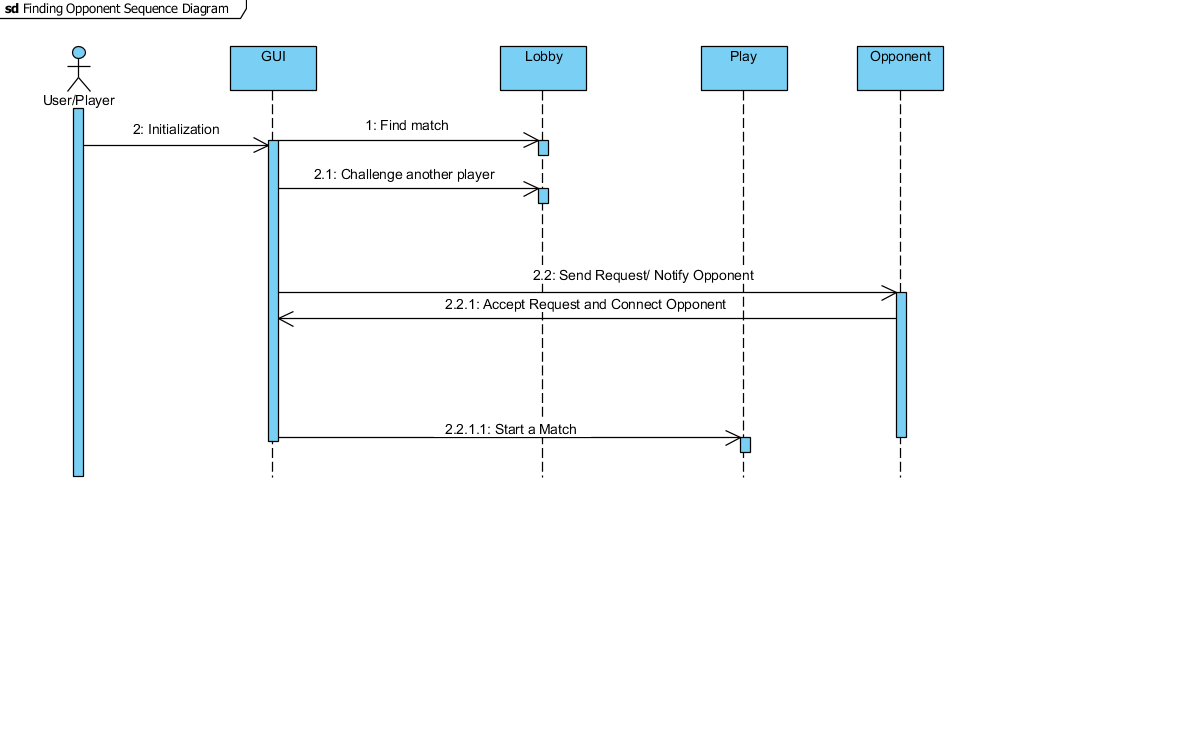 sd Finding Opponent Sequence Diagram
GUI
Lobby
Play
Opponent
User/Player
2: Initialization
1: Find match
2.1: Challenge another player
2.2: Send Request/ Notify Opponent
2.2.1: Accept Request and Connect Opponent
2.2.1.1: Start a Match